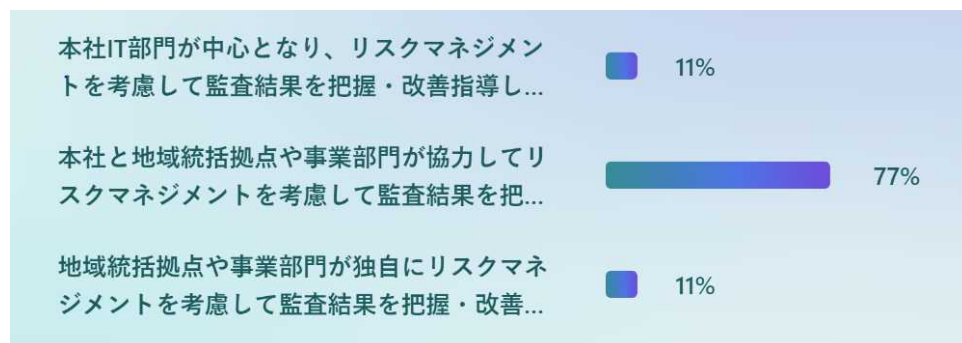 本社IT部門が中心となり、リスクマネジメン
トを考慮して監査結果を把握・改善指導し...
11%
本社と地域統括拠点や事業部門が協力してリ
スクマネジメントを考慮して監査結果を把...
77%
地域統括拠点や事業部門が独自にリスクマネ
ジメントを考慮して監査結果を把握・改善...
11%